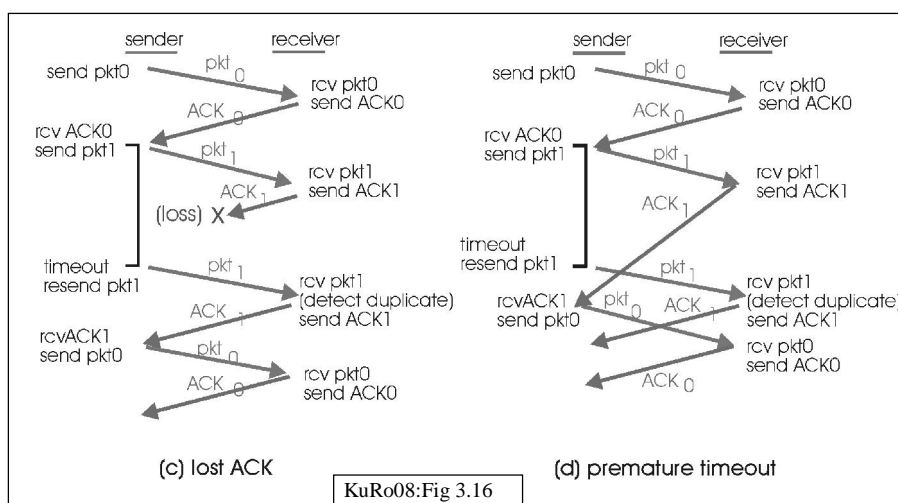 sender receiver
send pkt0
pkt 0
rcv pkt0
send ACK0
ACK 0
rcv ACK0
send pkt1
pkt 1
rcv pkt1
send ACK1
ACK 1
(loss) X
timeout
resend pkt1
pkt 1
rcv pkt1
(detect duplicate)
send ACK1
ACK 1
rcvACK1
send pkt0
pkt 0
rcv pkt0
send ACK0
ACK 0
(c) lost ACK
sender receiver
send pkt0
pkt 0
rcv pkt0
send ACK0
ACK 0
rcv ACK0
send pkt1
pkt 1
rcv pkt1
send ACK1
ACK 1
timeout
resend pkt1
pkt 1
rcv pkt1
(detect duplicate)
send ACK1
rcvACK1
send pkt0
pkt 0
ACK 1
rcv pkt0
send ACK0
ACK 0
(d) premature timeout
KuRo08:Fig 3.16